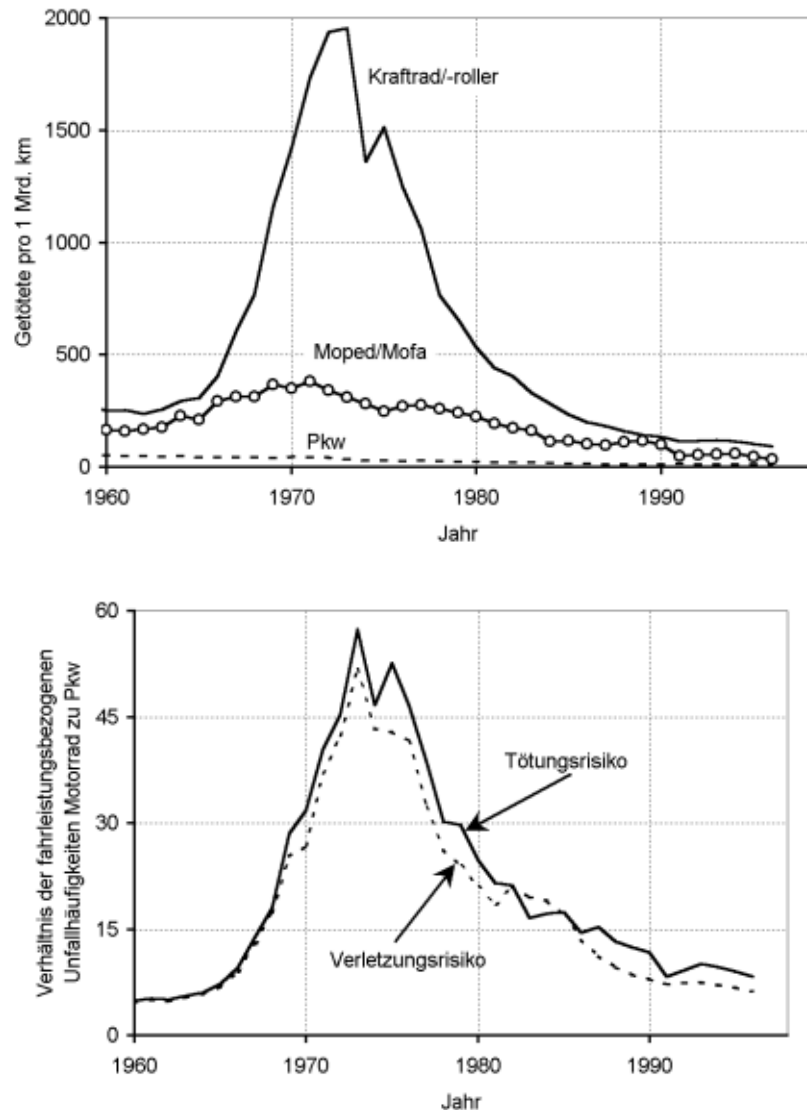 Getötete pro 1 Mrd. km
2000
1500
1000
500
0
Kraftrad/-roller
Moped/Mofa
Pkw
1960
1970
1980
1990
Jahr
Verhältnis der fahrleistungsbezogenen
Unfallhäufigkeiten Motorrad zu Pkw
60
45
30
15
0
Tötungsrisiko
Verletzungsrisiko
1960
1970
1980
1990
Jahr